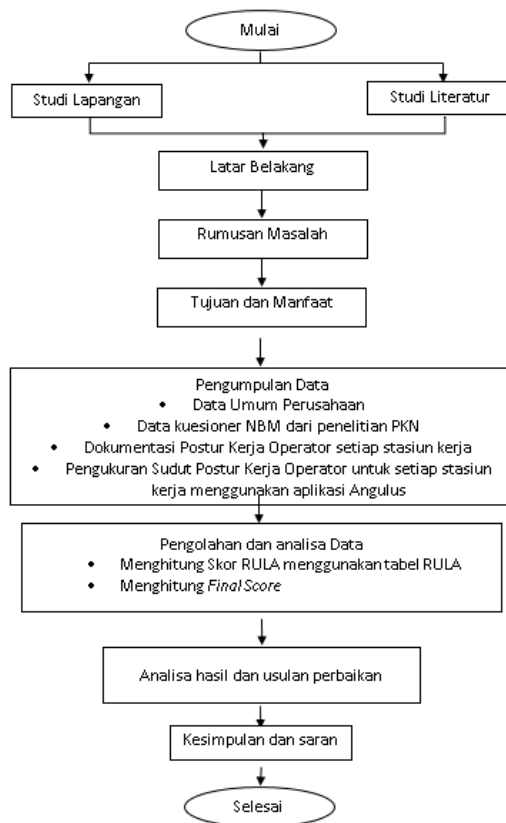 Mulai
Studi Lapangan
Studi Literatur
Latar Belakang
Rumusan Masalah
Tujuan dan Manfaat
Pengumpulan Data
• Data Umum Perusahaan
• Data kuesioner NBM dari penelitian PKN
• Dokumentasi Postur Kerja Operator setiap stasiun kerja
• Pengukuran Sudut Postur Kerja Operator untuk setiap stasiun
kerja menggunakan aplikasi Angulus
Pengolahan dan analisa Data
• Menghitung Skor RULA menggunakan tabel RULA
• Menghitung Final Score
Analisa hasil dan usulan perbaikan
Kesimpulan dan saran
Selesai